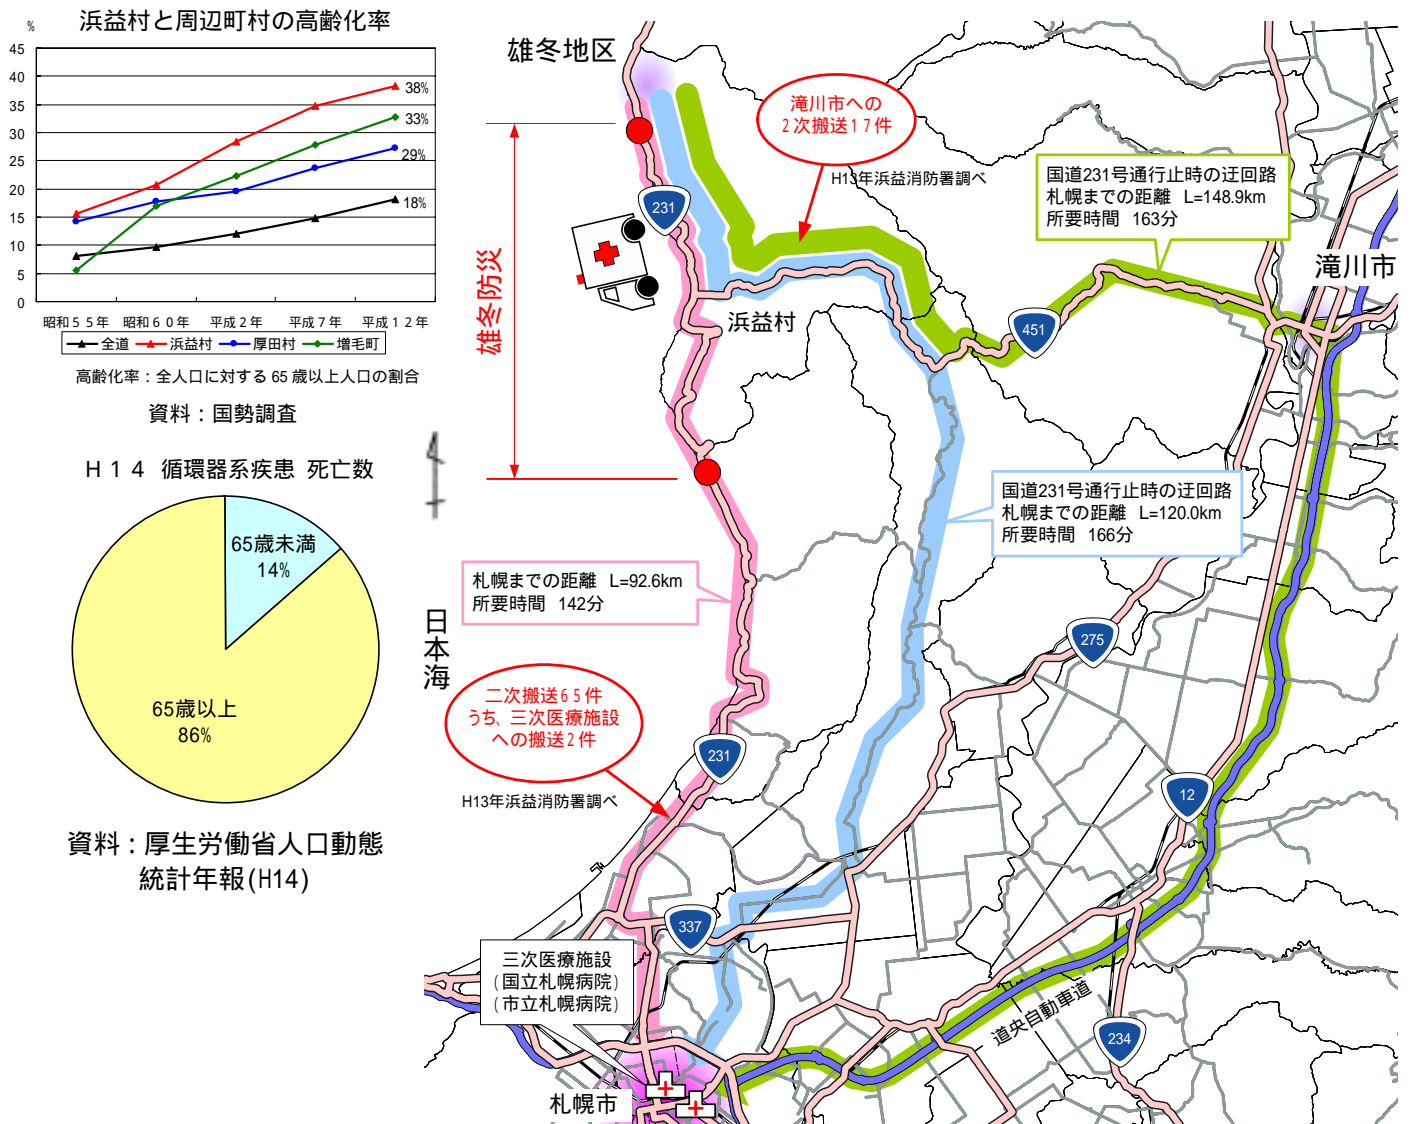 浜益村と周辺町村の高齢化率
%
45
40
35
30
25
20
15
10
5
0
38%
33%
29%
18%
昭和55年 昭和60年 平成2年 平成7年 平成12年
全道 浜益村 厚田村 増毛町
高齢化率：全人口に対する65歳以上人口の割合
資料：国勢調査
H14 循環器系疾患 死亡数
65歳未満
14%
65歳以上
86%
資料：厚生労働省人口動態
統計年報(H14)
雄冬地区
滝川市への
2次搬送17件
H13年浜益消防署調べ
国道231号通行止時の迂回路
札幌までの距離 L=148.9km
所要時間 163分
滝川市
231
雄冬防災
浜益村
451
国道231号通行止時の迂回路
札幌までの距離 L=120.0km
所要時間 166分
札幌までの距離 L=92.6km
所要時間 142分
日本海
275
二次搬送65件
うち、三次医療施設
への搬送2件
231
H13年浜益消防署調べ
12
337
三次医療施設
(国立札幌病院)
(市立札幌病院)
道央自動車道
234
札幌市